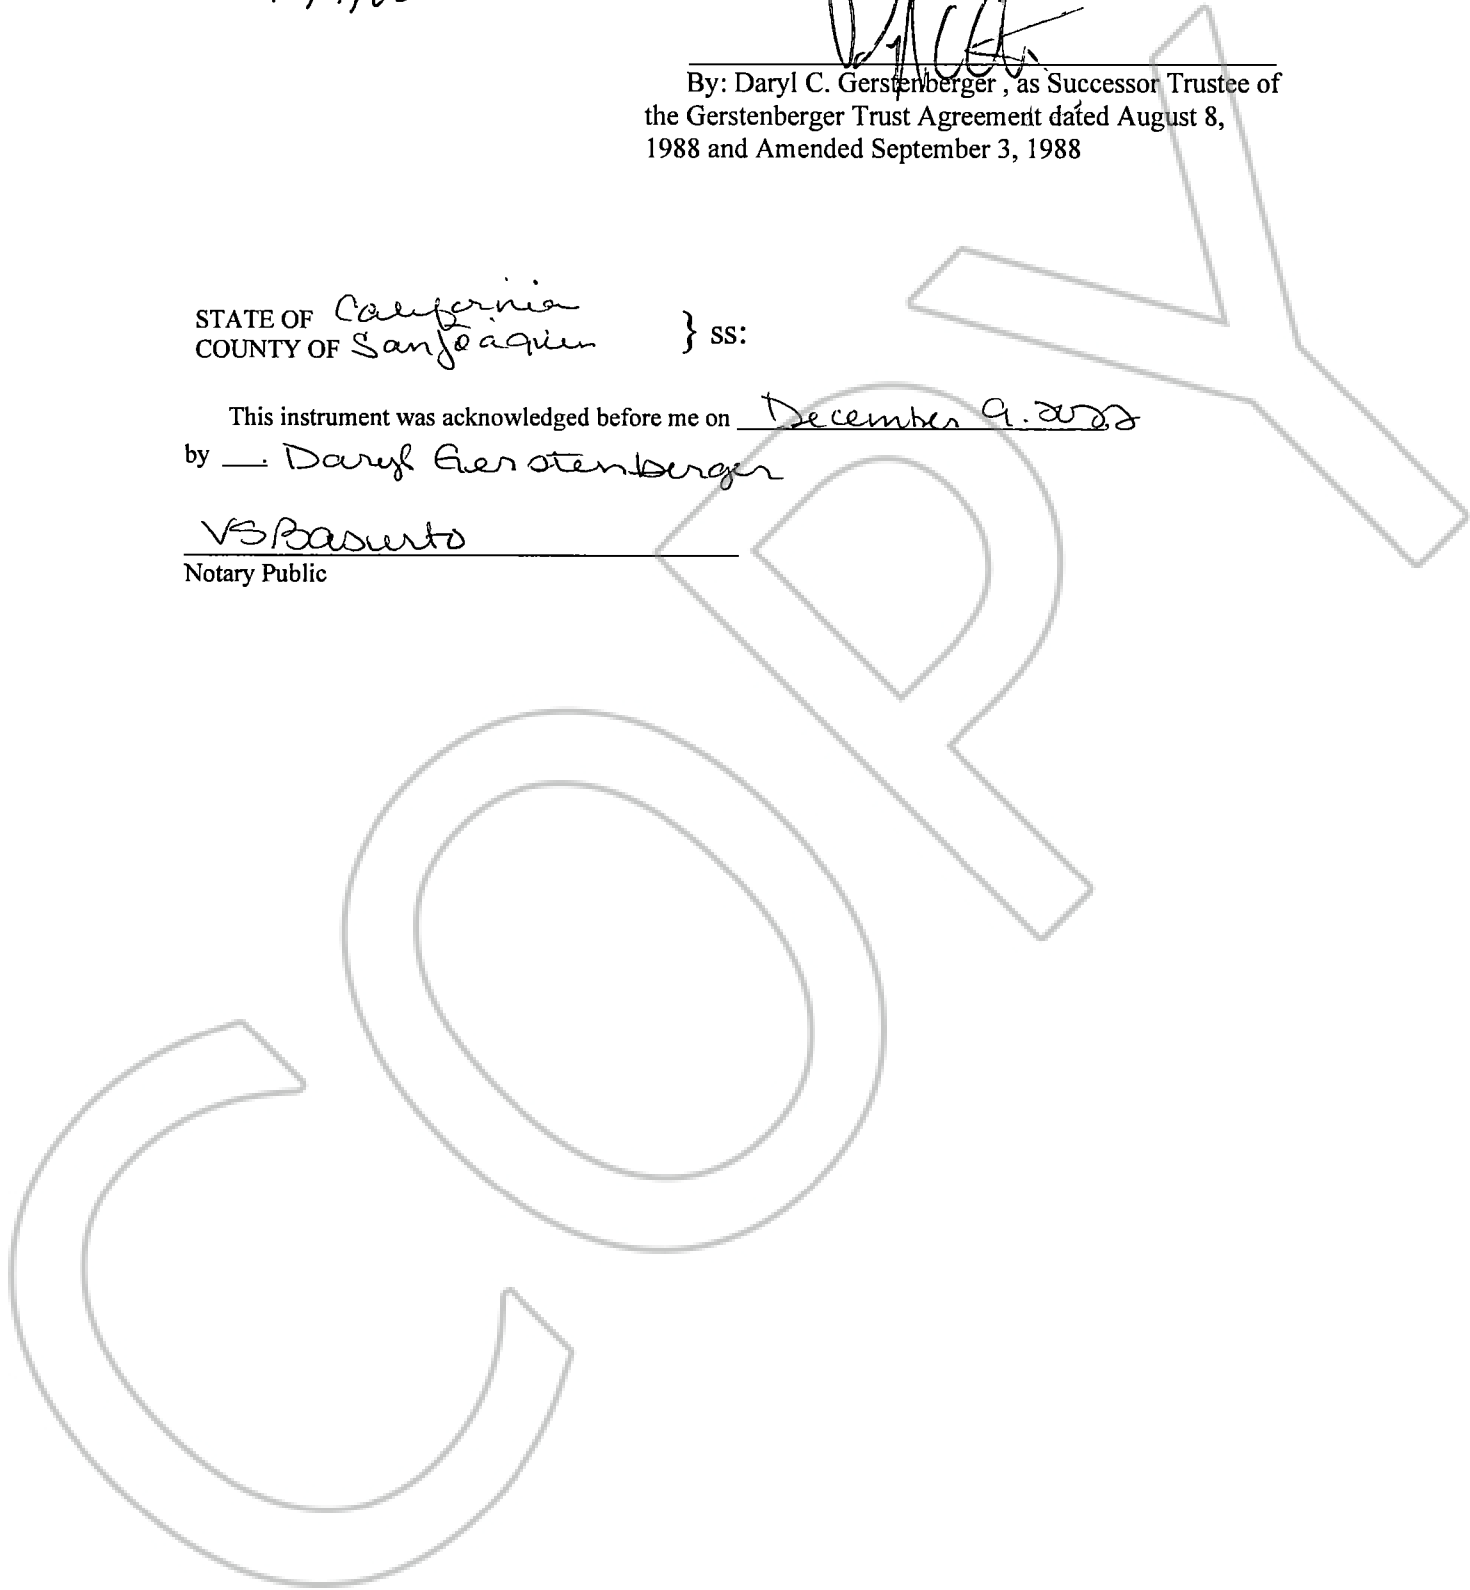 By: Daryl C. Gerstenberger , as Successor Trustee of
the Gerstenberger Trust Agreement dated August 8,
1988 and Amended September 3, 1988
STATE OF California
COUNTY OF San Joaquin } ss:
This instrument was acknowledged before me on December 9. 2022
by Daryl Gerstenberger
VS Basurto
Notary Public
COPY